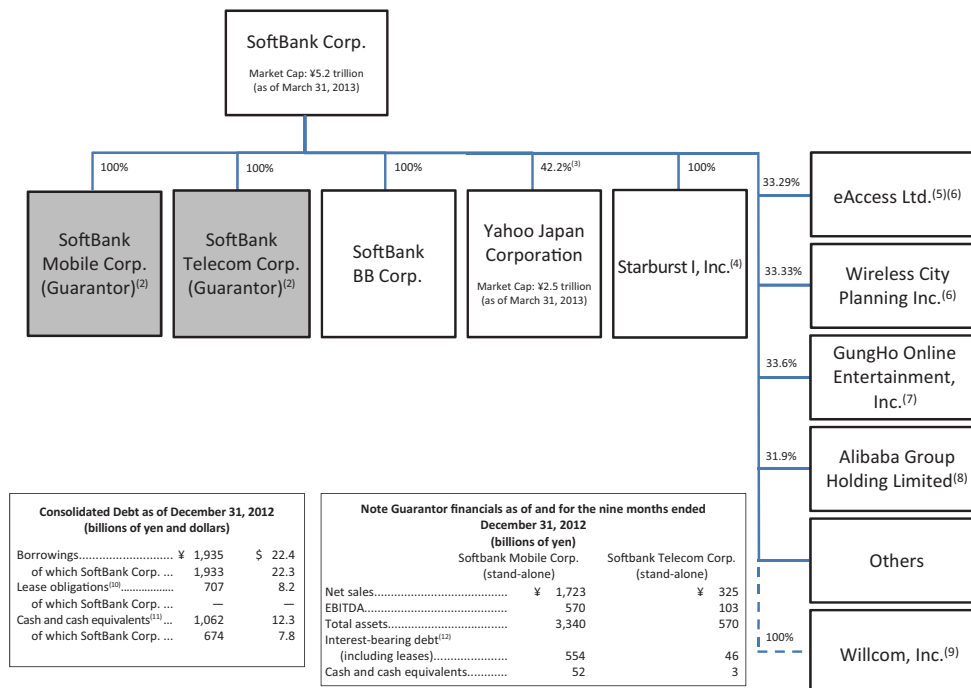 SoftBank Corp.
Market Cap: ¥5.2 trillion
(as of March 31, 2013)
100%
100%
100%
42.2%(3)
100%
SoftBank
Mobile Corp.
(Guarantor)(2)
SoftBank
Telecom Corp.
(Guarantor)(2)
SoftBank
BB Corp.
Yahoo Japan
Corporation
Market Cap: ¥2.5 trillion
(as of March 31, 2013)
Starburst I, Inc.(4)
33.29%
eAccess Ltd.(5)(6)
33.33%
Wireless City
Planning Inc.(6)
33.6%
GungHo Online
Entertainment,
Inc.(7)
31.9%
Alibaba Group
Holding Limited(8)
Others
100%
Willcom, Inc.(9)
Consolidated Debt as of December 31, 2012
(billions of yen and dollars)
Borrowings............................ ¥ 1,935 $ 22.4
of which SoftBank Corp. ... 1,933 22.3
Lease obligations(10).................. 707 8.2
of which SoftBank Corp. ... — —
Cash and cash equivalents(11) ... 1,062 12.3
of which SoftBank Corp. ... 674 7.8
Note Guarantor financials as of and for the nine months ended
December 31, 2012
(billions of yen)
Softbank Mobile Corp. Softbank Telecom Corp.
(stand-alone) (stand-alone)
Net sales....................................... ¥ 1,723 ¥ 325
EBITDA.......................................... 570 103
Total assets................................... 3,340 570
Interest-bearing debt(12)
(including leases)...................... 554 46
Cash and cash equivalents............ 52 3